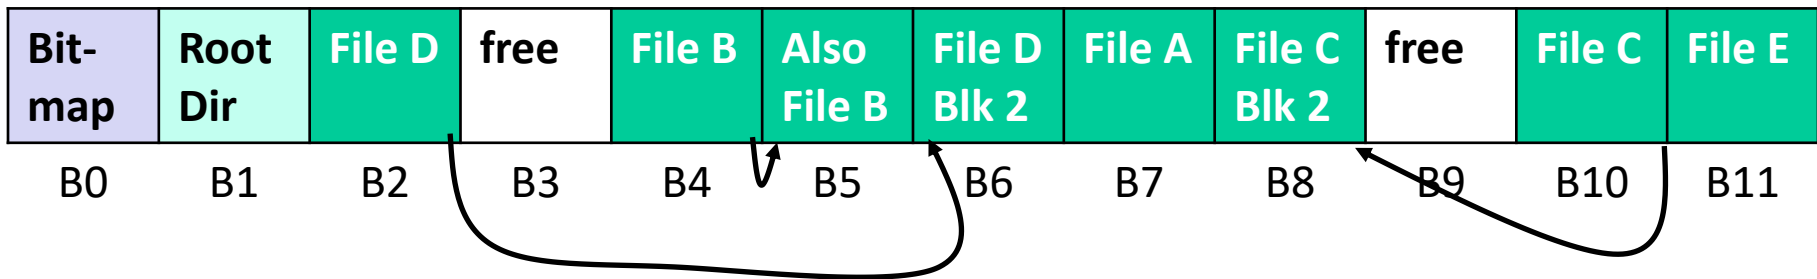 Bit-
map
Root
Dir
File D
free
File B
Also
File B
File D
Blk 2
File A
File C
Blk 2
free
File C
File E
B0 B1 B2 B3 B4 B5 B6 B7 B8 B9 B10 B11